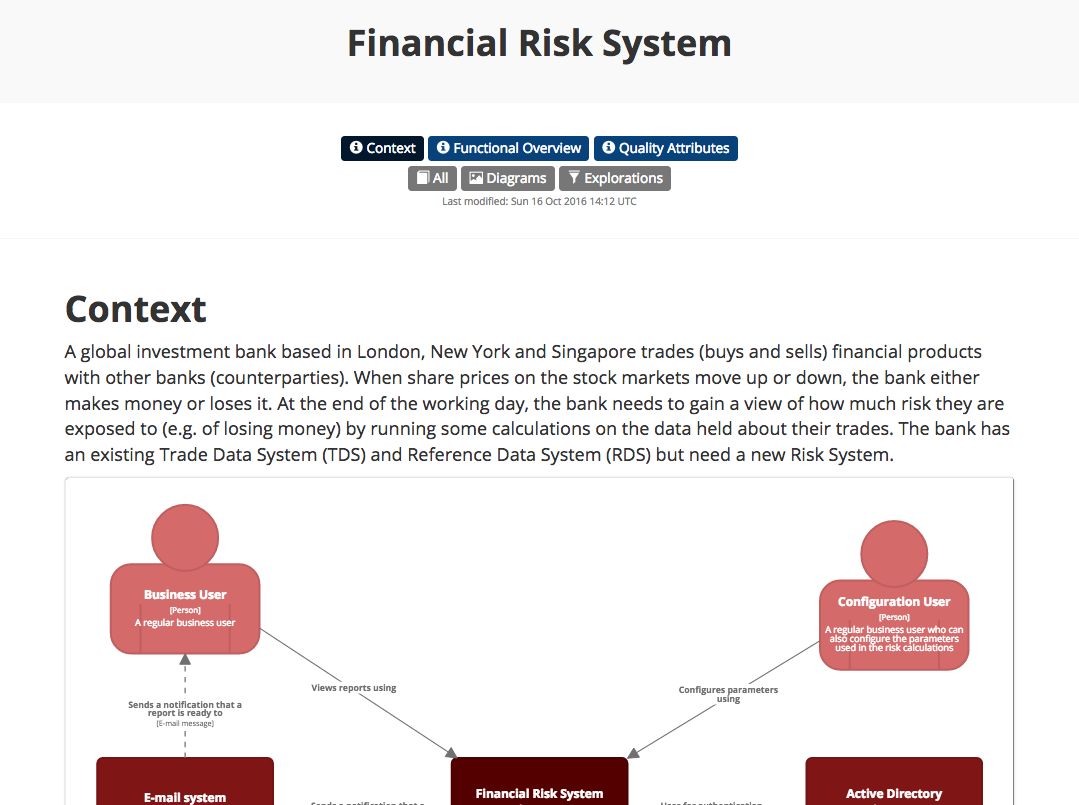 Financial Risk System
Context Functional Overview Quality Attributes
All Diagrams Explorations
Last modified: Sun 16 Oct 2016 14:12 UTC
Context
A global investment bank based in London, New York and Singapore trades (buys and sells) financial products
with other banks (counterparties). When share prices on the stock markets move up or down, the bank either
makes money or loses it. At the end of the working day, the bank needs to gain a view of how much risk they are
exposed to (e.g. of losing money) by running some calculations on the data held about their trades. The bank has
an existing Trade Data System (TDS) and Reference Data System (RDS) but need a new Risk System.
Business User
[Person]
A regular business user
Configuration User
[Person]
A regular business user who can
also configure the parameters
used in the risk calculations
Views reports using
Configures parameters
using
Sends a notification that a
report is ready to
[E-mail message]
E-mail system
Financial Risk System
Active Directory
Sends a notification that a